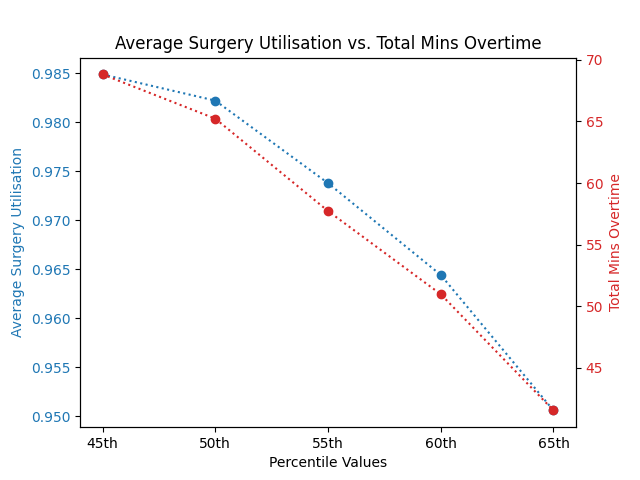 Average Surgery Utilisation vs. Total Mins Overtime
0.985
0.980
0.975
0.970
0.965
0.960
0.955
0.950
Average Surgery Utilisation
70
65
60
55
50
45
Total Mins Overtime
45th 50th 55th 60th 65th
Percentile Values